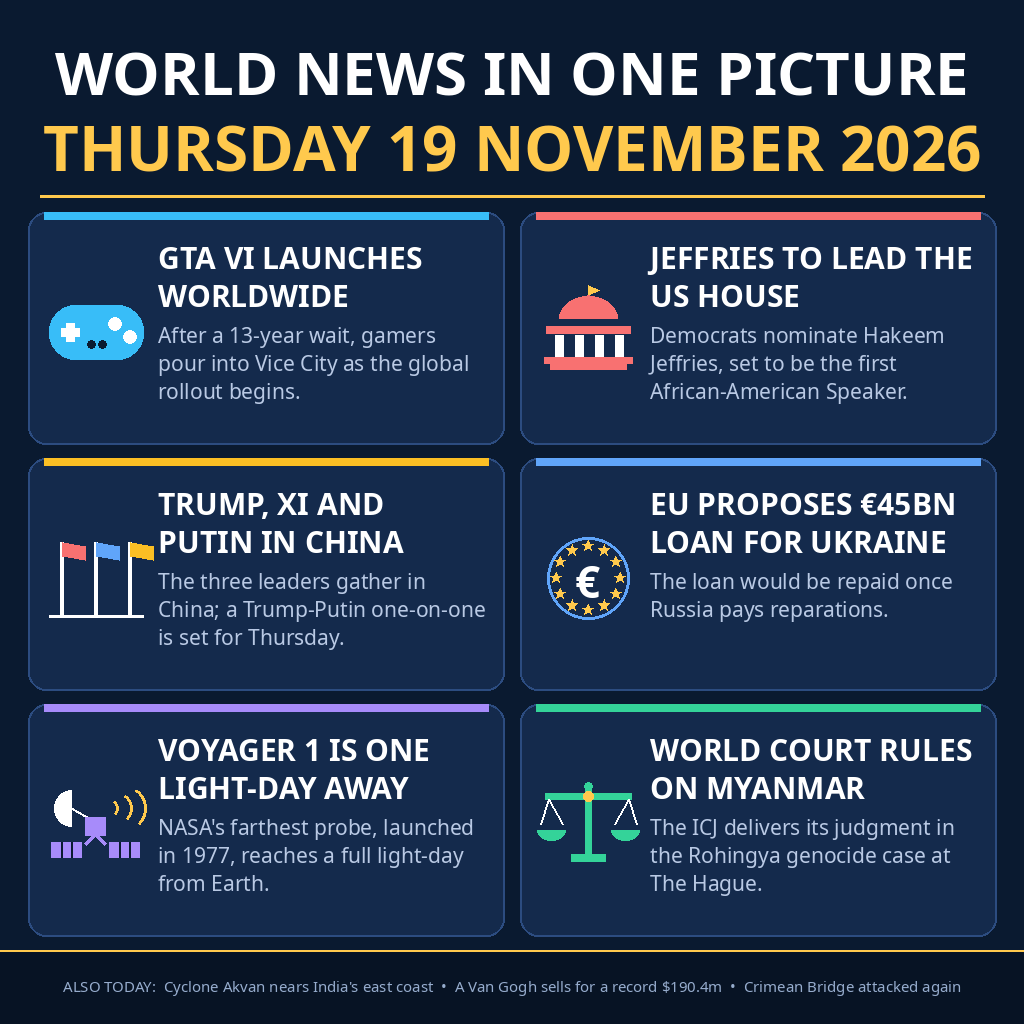 WORLD NEWS IN ONE PICTURE
THURSDAY 19 NOVEMBER 2026
GTA VI LAUNCHES
WORLDWIDE
After a 13-year wait, gamers
pour into Vice City as the global
rollout begins.
JEFFRIES TO LEAD THE
US HOUSE
Democrats nominate Hakeem
Jeffries, set to be the first
African-American Speaker.
TRUMP, XI AND
PUTIN IN CHINA
The three leaders gather in
China; a Trump-Putin one-on-one
is set for Thursday.
€
EU PROPOSES €45BN
LOAN FOR UKRAINE
The loan would be repaid once
Russia pays reparations.
VOYAGER 1 IS ONE
LIGHT-DAY AWAY
NASA's farthest probe, launched
in 1977, reaches a full light-day
from Earth.
WORLD COURT RULES
ON MYANMAR
The ICJ delivers its judgment in
the Rohingya genocide case at
The Hague.
ALSO TODAY: Cyclone Akvan nears India's east coast • A Van Gogh sells for a record $190.4m • Crimean Bridge attacked again